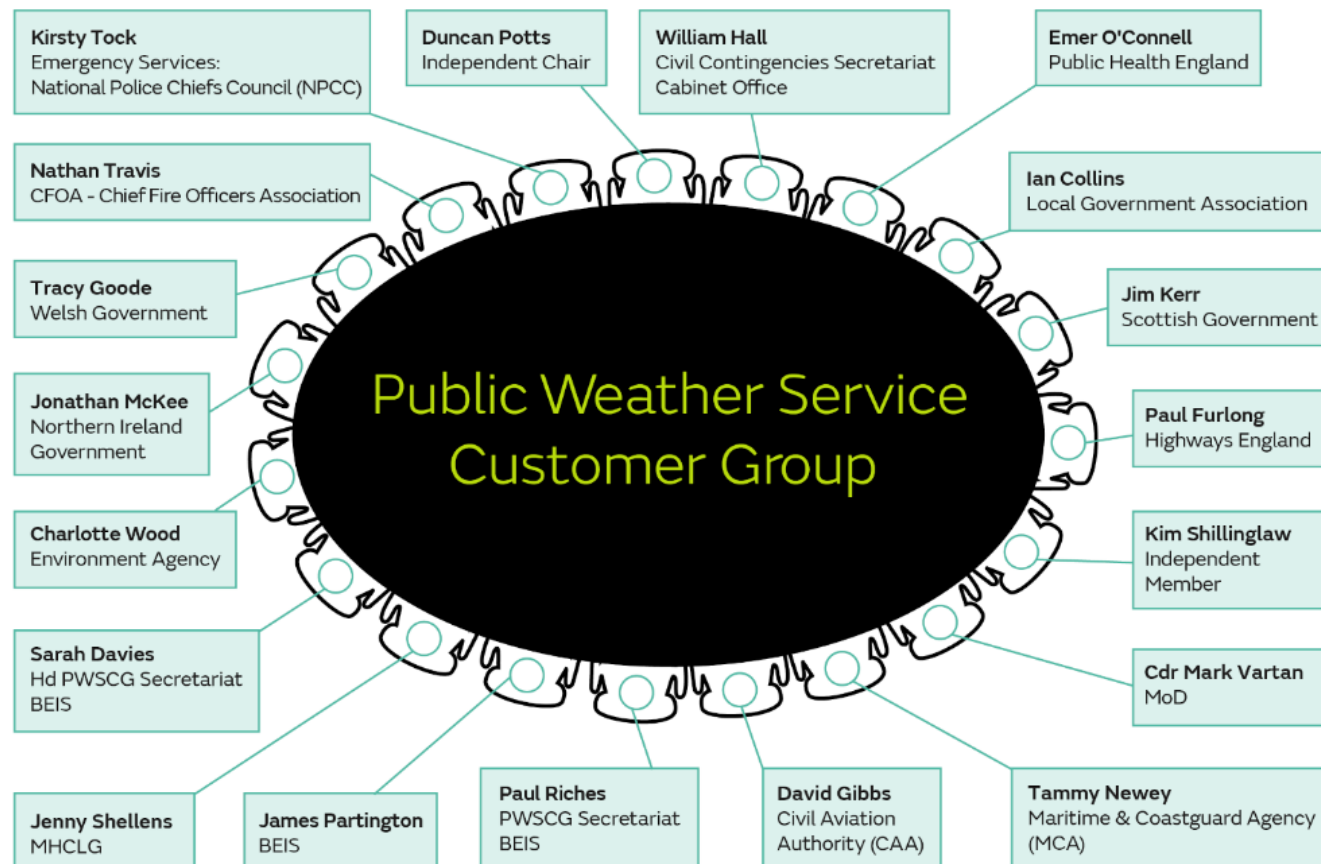 Kirsty Tock
Emergency Services:
National Police Chiefs Council (NPCC)
Duncan Potts
Independent Chair
William Hall
Civil Contingencies Secretariat
Cabinet Office
Emer O'Connell
Public Health England
Nathan Travis
CFOA - Chief Fire Officers Association
Ian Collins
Local Government Association
Tracy Goode
Welsh Government
Jim Kerr
Scottish Government
Jonathan McKee
Northern Ireland
Government
Public Weather Service
Customer Group
Paul Furlong
Highways England
Charlotte Wood
Environment Agency
Kim Shillinglaw
Independent
Member
Sarah Davies
Hd PWSCG Secretariat
BEIS
Cdr Mark Vartan
MoD
Jenny Shellens
MHCLG
James Partington
BEIS
Paul Riches
PWSCG Secretariat
BEIS
David Gibbs
Civil Aviation
Authority (CAA)
Tammy Newey
Maritime & Coastguard Agency
(MCA)